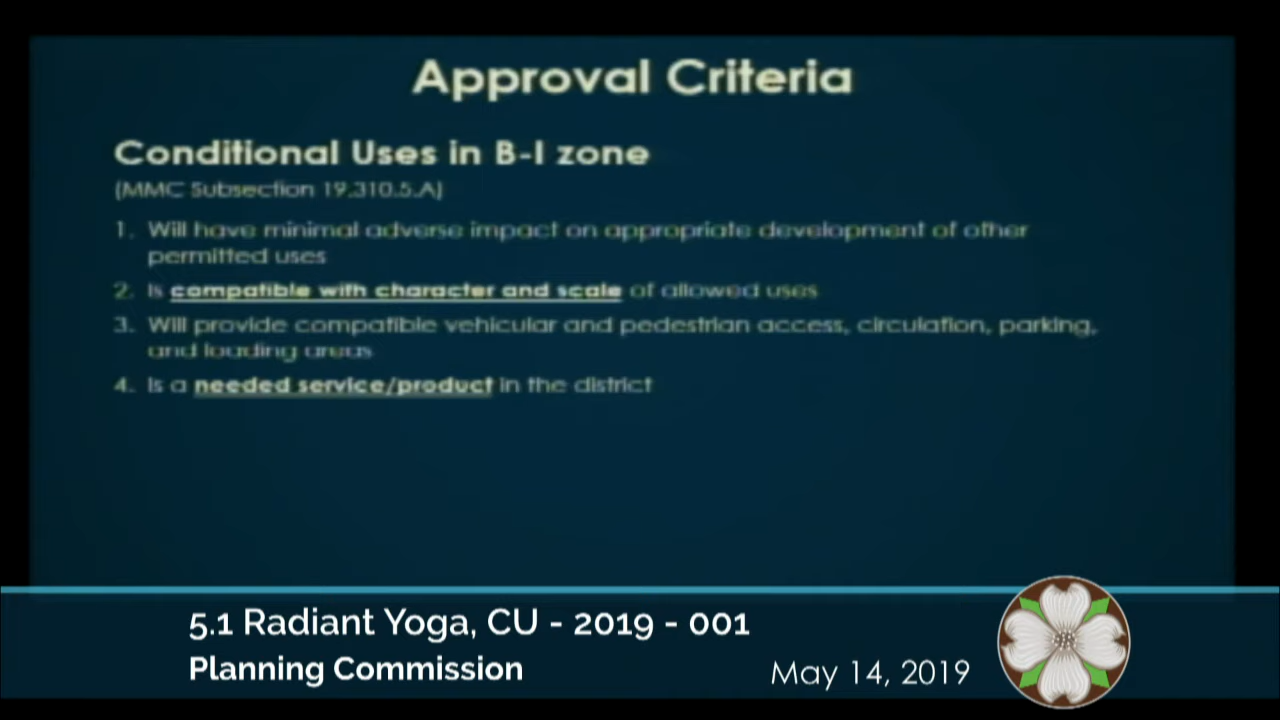 Approval Criteria
Conditional Uses in B-I zone
(MMC Subsection 19.310.5.A)
1. Will have minimal adverse impact on appropriate development of other
permitted uses
2. Is compatible with character and scale of allowed uses
3. Will provide compatible vehicular and pedestrian access, circulation, parking,
and loading areas
4. Is a needed service/product in the district
5.1 Radiant Yoga, CU - 2019 - 001
Planning Commission
May 14, 2019